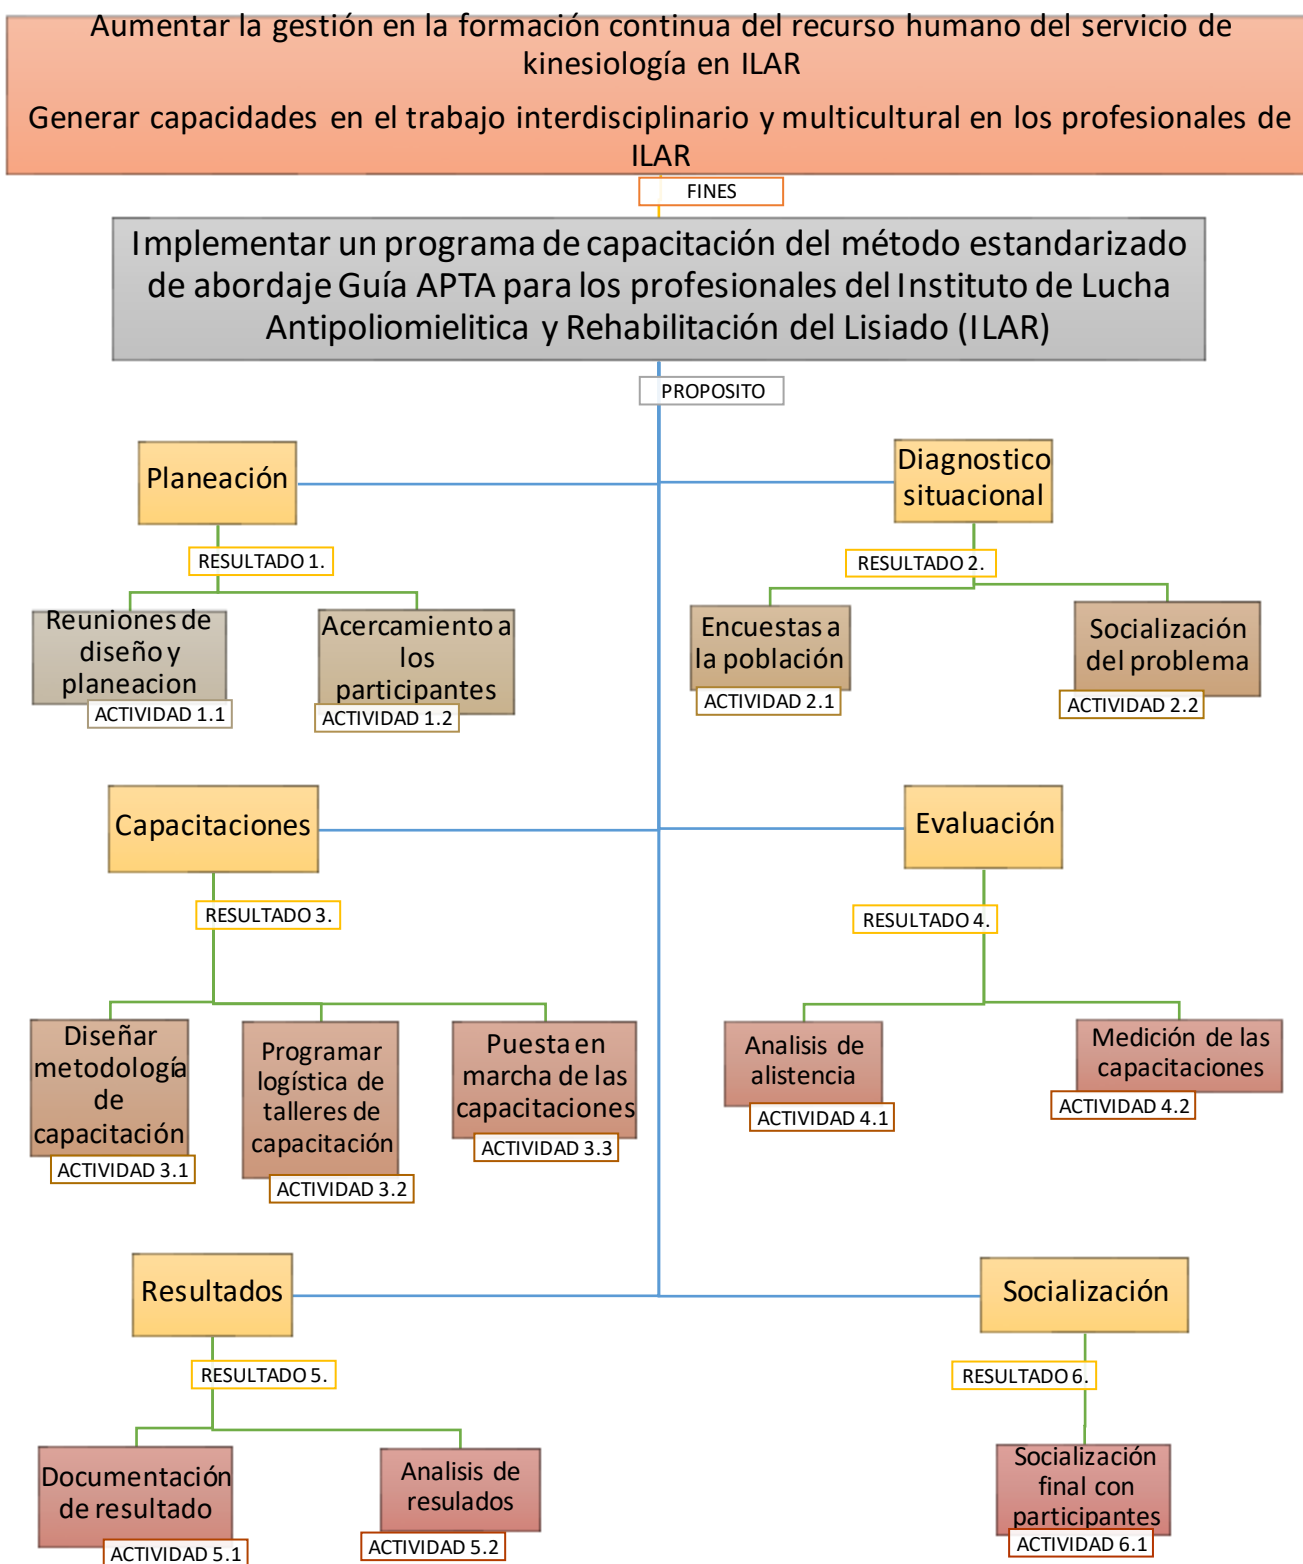 Aumentar la gestión en la formación continua del recurso humano del servicio de
kinesiología en ILAR
Generar capacidades en el trabajo interdisciplinario y multicultural en los profesionales de
ILAR
FINES
Implementar un programa de capacitación del método estandarizado
de abordaje Guía APTA para los profesionales del Instituto de Lucha
Antipoliomielitica y Rehabilitación del Lisiado (ILAR)
PROPOSITO
Planeación
RESULTADO 1.
Reuniones de
diseño y
planeacion
ACTIVIDAD 1.1
Acercamiento a
los
participantes
ACTIVIDAD 1.2
Diagnostico
situacional
RESULTADO 2.
Encuestas a
la población
ACTIVIDAD 2.1
Socialización
del problema
ACTIVIDAD 2.2
Capacitaciones
RESULTADO 3.
Diseñar
metodología
de
capacitación
ACTIVIDAD 3.1
Programar
logística de
talleres de
capacitación
ACTIVIDAD 3.2
Puesta en
marcha de las
capacitaciones
ACTIVIDAD 3.3
Evaluación
RESULTADO 4.
Analisis de
alistencia
ACTIVIDAD 4.1
Medición de las
capacitaciones
ACTIVIDAD 4.2
Resultados
RESULTADO 5.
Documentación
de resultado
ACTIVIDAD 5.1
Analisis de
resulados
ACTIVIDAD 5.2
Socialización
RESULTADO 6.
Socialización
final con
participantes
ACTIVIDAD 6.1